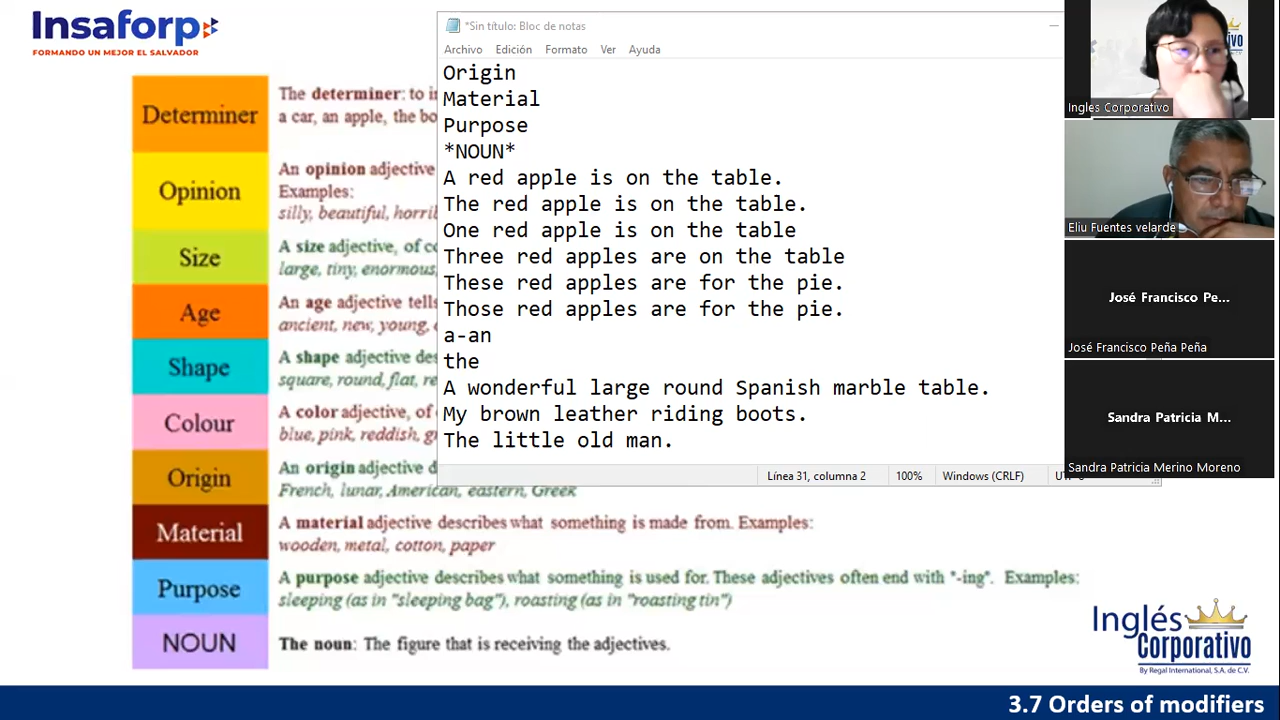 Insaforp
FORMANDO UN MEJOR EL SALVADOR
Determiner
The determiner: to
a car, an apple, the
Opinion
An opinion adjective
Examples:
silly, beautiful,
Size
A size adjective, of
large, tiny, enormous,
Age
An age adjective tells
ancient, new, young,
Shape
A shape adjective
square, round, flat,
Colour
A color adjective, of
blue, pink, reddish,
Origin
An origin adjective
French, lunar, American, eastern, Greek
Material
A material adjective describes what something is made from. Examples:
wooden, metal, cotton, paper
Purpose
A purpose adjective describes what something is used for. These adjectives often end with "-ing". Examples:
sleeping (as in "sleeping bag"), roasting (as in "roasting tin")
NOUN
The noun: The figure that is receiving the adjectives.
*Sin título: Bloc de notas
Archivo Edición Formato Ver Ayuda
Origin
Material
Purpose
*NOUN*
A red apple is on the table.
The red apple is on the table.
One red apple is on the table
Three red apples are on the table
These red apples are for the pie.
Those red apples are for the pie.
a-an
the
A wonderful large round Spanish marble table.
My brown leather riding boots.
The little old man.
Línea 31, columna 2 100% Windows (CRLF)
Ingles Corporativo
Eliu Fuentes velarde
José Francisco Pe...
José Francisco Peña Peña
Sandra Patricia M...
Sandra Patricia Merino Moreno
Inglés
Corporativo
By Regal International, S.A. de C.V.
3.7 Orders of modifiers